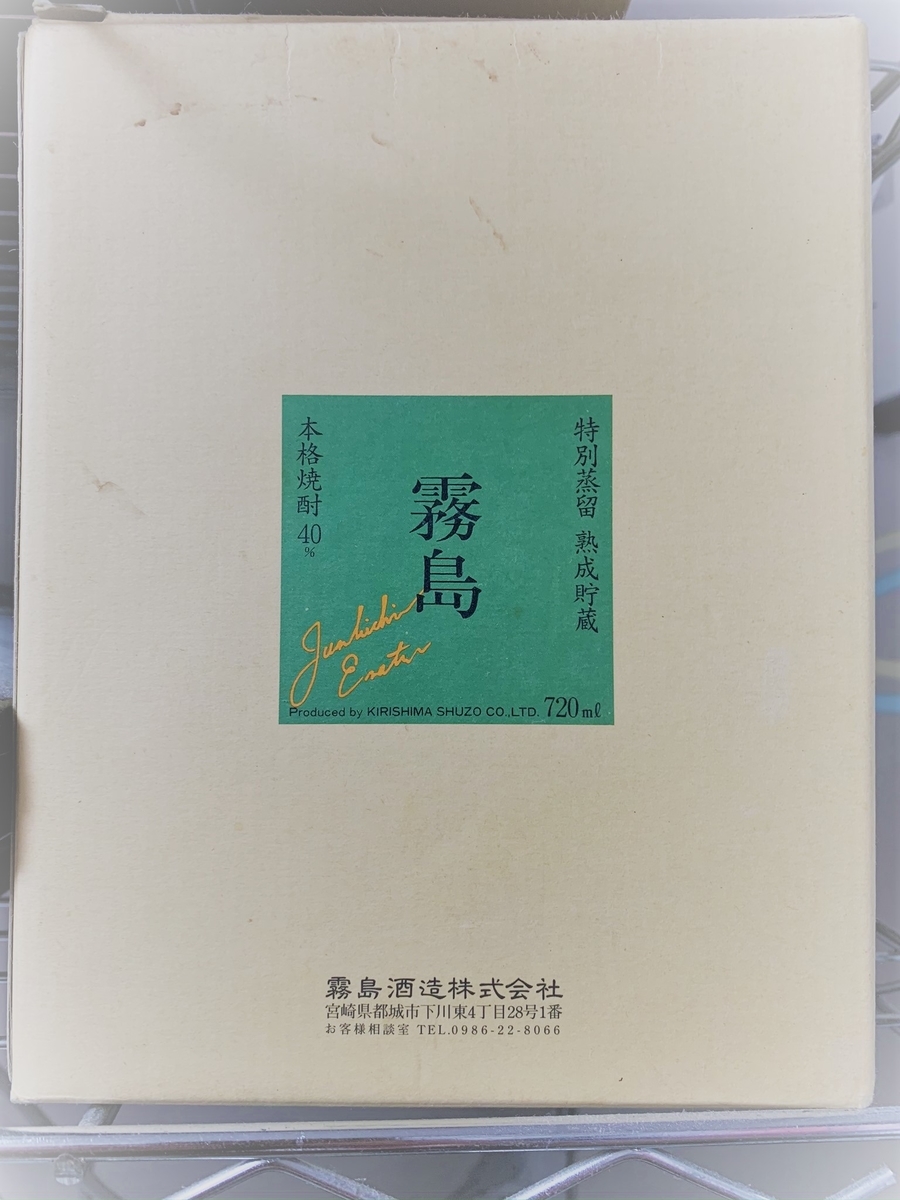 特別蒸留 熟成貯蔵
霧島
本格焼酎 40%
Junkichi
Enatsu
Produced by KIRISHIMA SHUZO CO.,LTD. 720mℓ
霧島酒造株式会社
宮崎県都城市下川東4丁目28号1番
お客様相談室 TEL.0986-22-8066